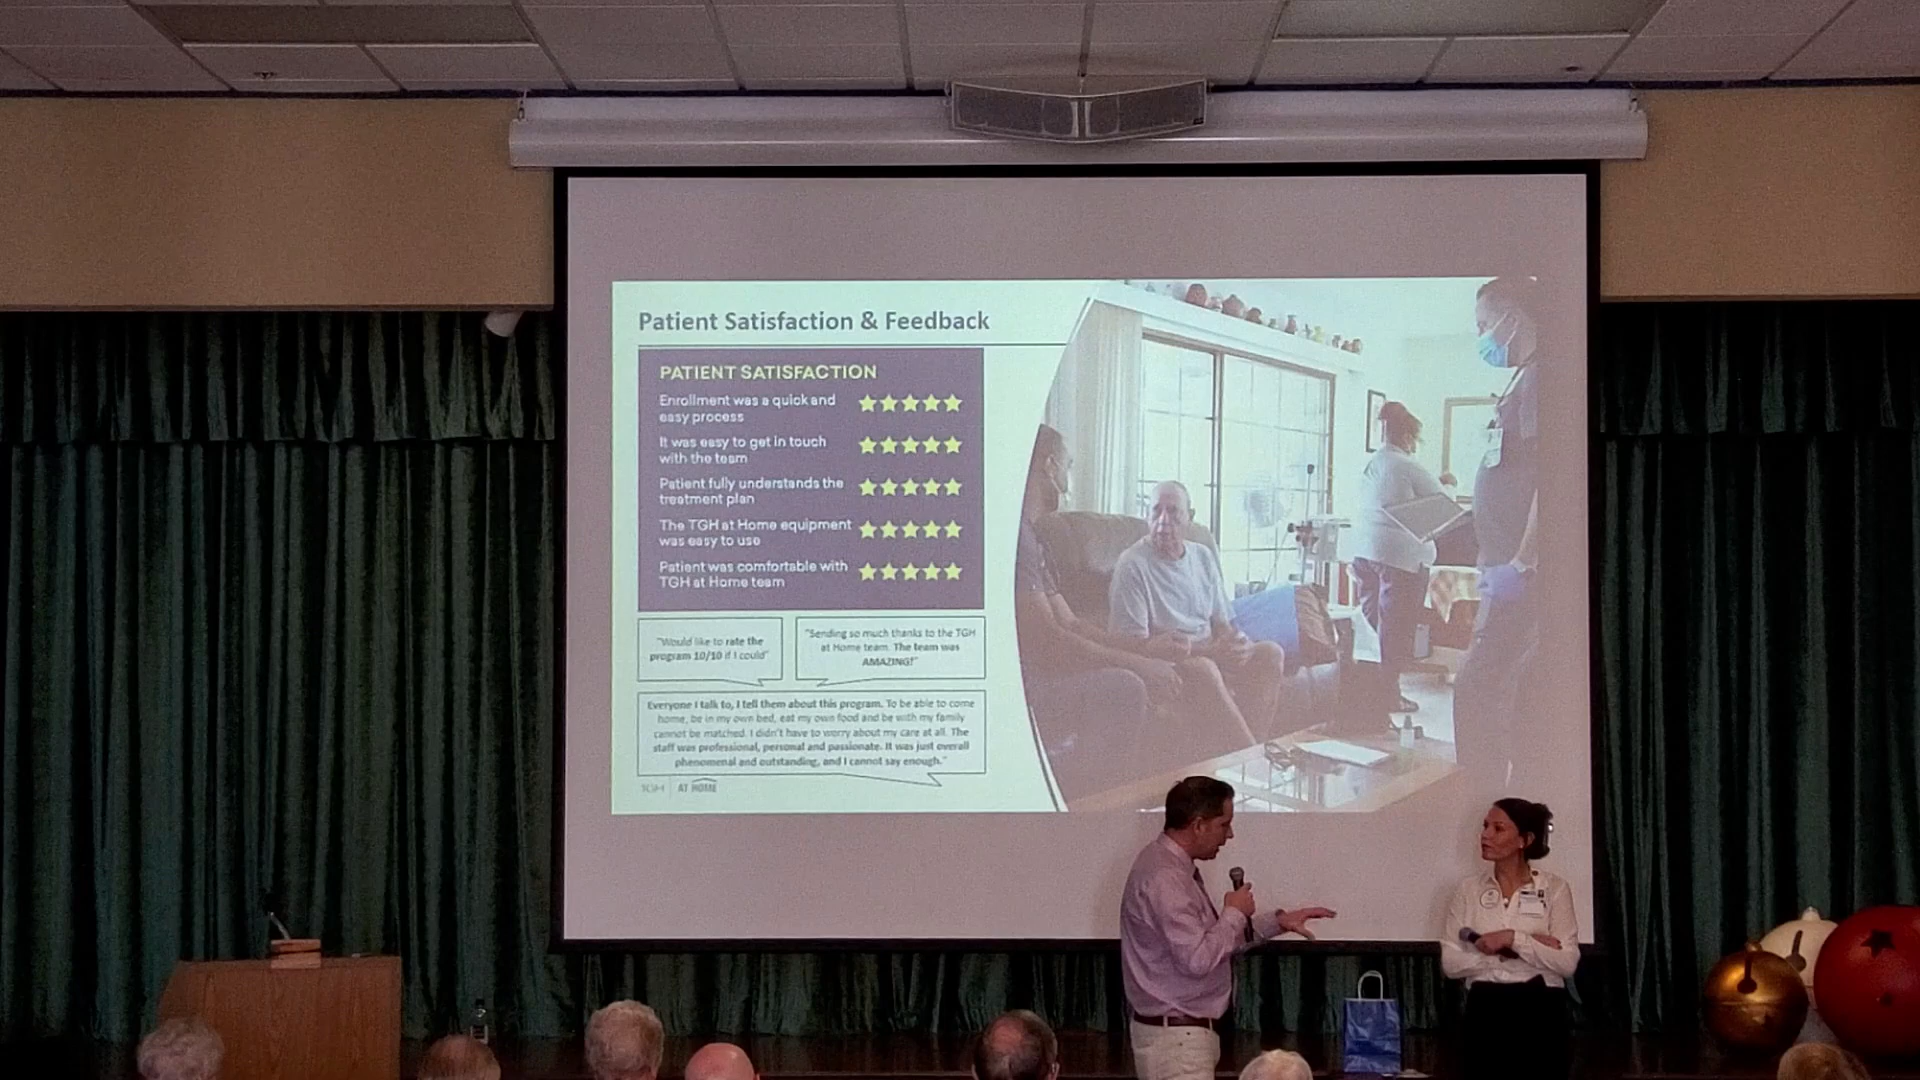 Patient Satisfaction & Feedback
PATIENT SATISFACTION
Enrollment was a quick and
easy process
It was easy to get in touch
with the team
Patient fully understands the
treatment plan
The TGH at Home equipment
was easy to use
Patient was comfortable with
TGH at Home team
"Would like to rate the
program 10/10 if I could"
"Sending so much thanks to the TGH
at Home team. The team was
AMAZING!"
Everyone I talk to, I tell them about this program. To be able to come
home, be in my own bed, eat my own food and be with my family
cannot be matched. I didn't have to worry about my care at all. The
staff was professional, personal and passionate. It was just overall
phenomenal and outstanding, and I cannot say enough."
TGH AT HOME